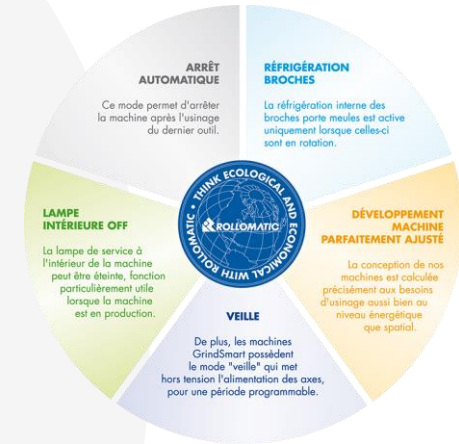 ARRÊT
AUTOMATIQUE
Ce mode permet d'arrêter
la machine après l'usinage
du dernier outil.
RÉFRIGÉRATION
BROCHES
La réfrigération interne des
broches porte meules est active
uniquement lorsque celles-ci
sont en rotation.
LAMPE
INTÉRIEURE OFF
La lampe de service à
l'intérieur de la machine
peut être éteinte, fonction
particulièrement utile
lorsque la machine
est en production.
THINK ECOLOGICAL AND ECONOMICAL WITH ROLLOMATIC
ROLLOMATIC
DÉVELOPPEMENT
MACHINE
PARFAITEMENT AJUSTÉ
La conception de nos
machines est calculée
précisément aux besoins
d'usinage aussi bien au
niveau énergétique
que spatial.
VEILLE
De plus, les machines
GrindSmart possèdent
le mode "veille" qui met
hors tension l'alimentation des axes,
pour une période programmable.